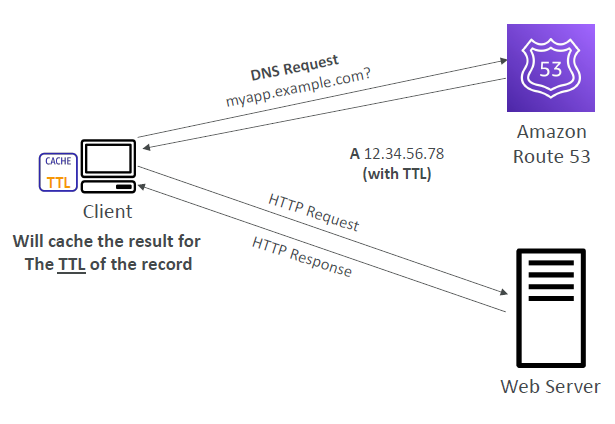 DNS Request
myapp.example.com?
53
Amazon
Route 53
A 12.34.56.78
(with TTL)
CACHE
TTL
Client
Will cache the result for
The TTL of the record
HTTP Request
HTTP Response
Web Server